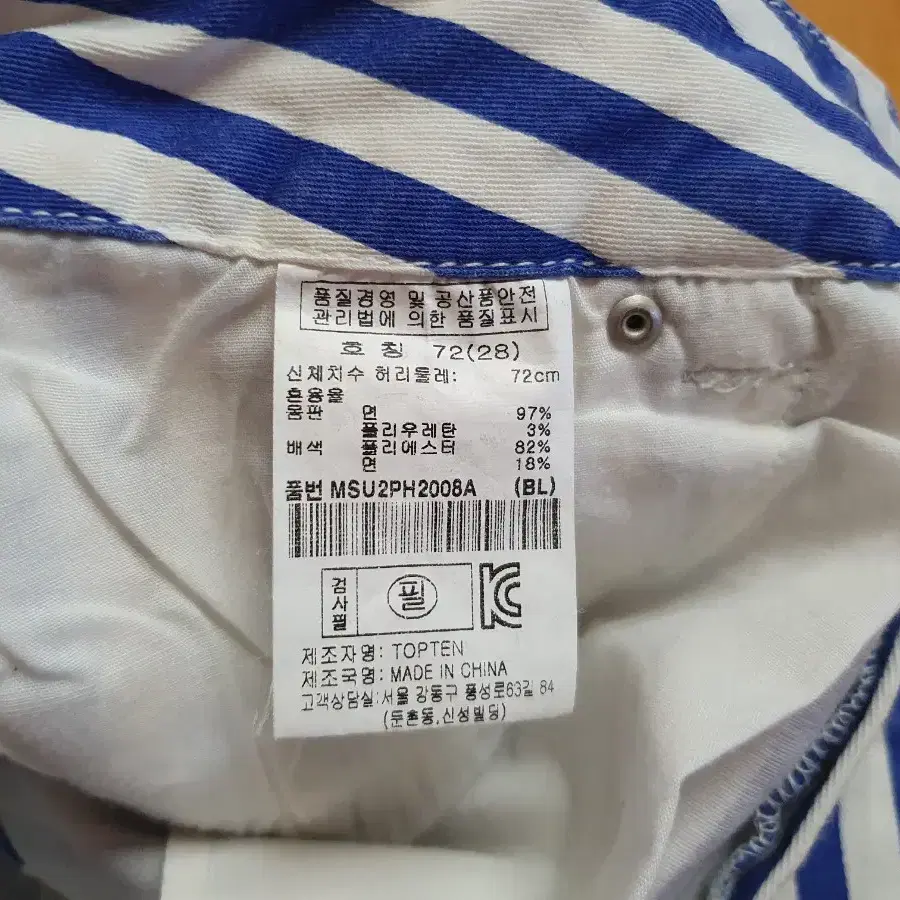 품질경영 및 공산품안전
관리법에 의한 품질표시
호 칭 72(28)
신체치수 허리둘레: 72cm
혼용율
몸판 면 97%
폴리우레탄 3%
배색 폴리에스터 82%
면 18%
품번 MSU2PH2008A (BL)
검사필 필 KC
제조자명: TOPTEN
제조국명: MADE IN CHINA
고객상담실:서울 강동구 풍성로63길 84
(둔촌동,신성빌딩)